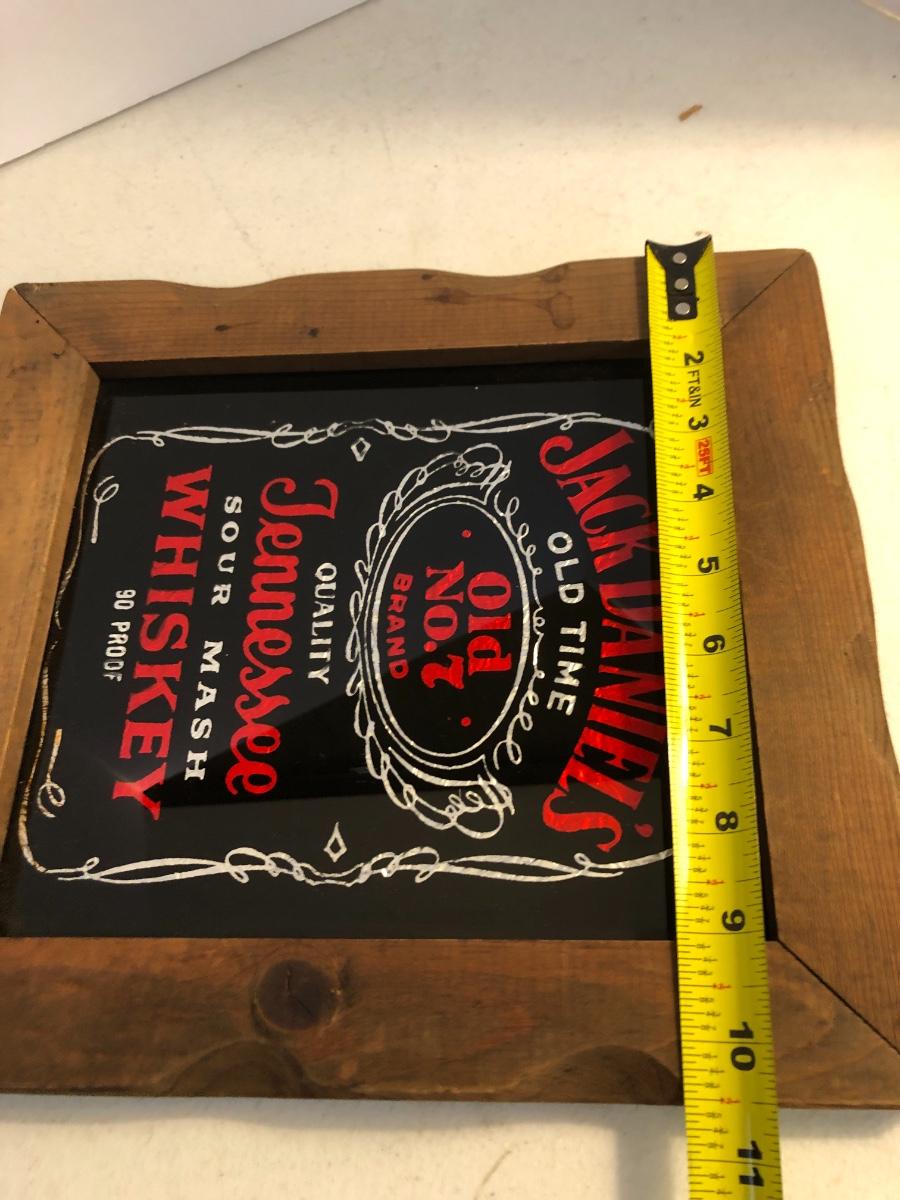 JACK DANIEL'S
OLD TIME
Old
No. 7
BRAND
QUALITY
Tennessee
SOUR MASH
WHISKEY
90 PROOF
2 FT&IN
3 25FT
4
5
6
7
8
9
10
11